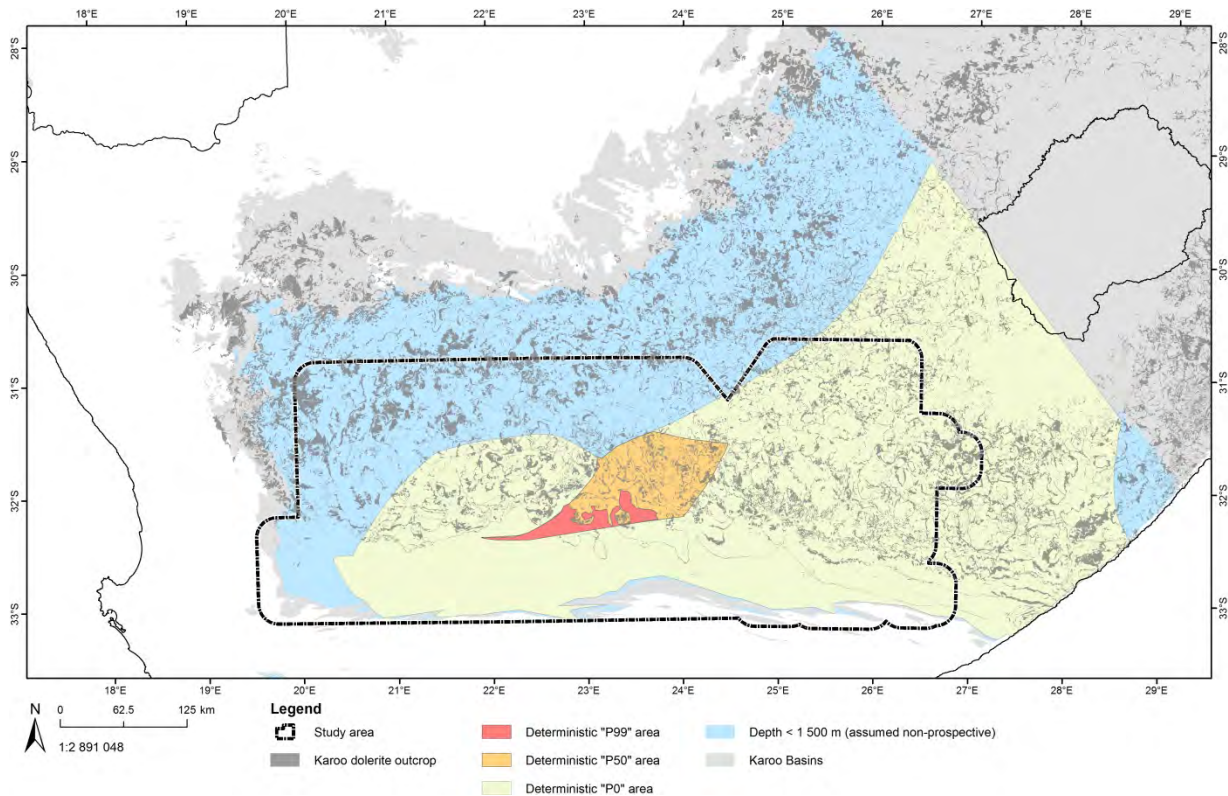 18°E 19°E 20°E 21°E 22°E 23°E 24°E 25°E 26°E 27°E 28°E 29°E
28°S 28°S
29°S 29°S
30°S 30°S
31°S 31°S
32°S 32°S
33°S 33°S
18°E 19°E 20°E 21°E 22°E 23°E 24°E 25°E 26°E 27°E 28°E 29°E
N
0 62.5 125 km
1:2 891 048
Legend
Study area
Karoo dolerite outcrop
Deterministic "P99" area
Deterministic "P50" area
Deterministic "P0" area
Depth < 1 500 m (assumed non-prospective)
Karoo Basins